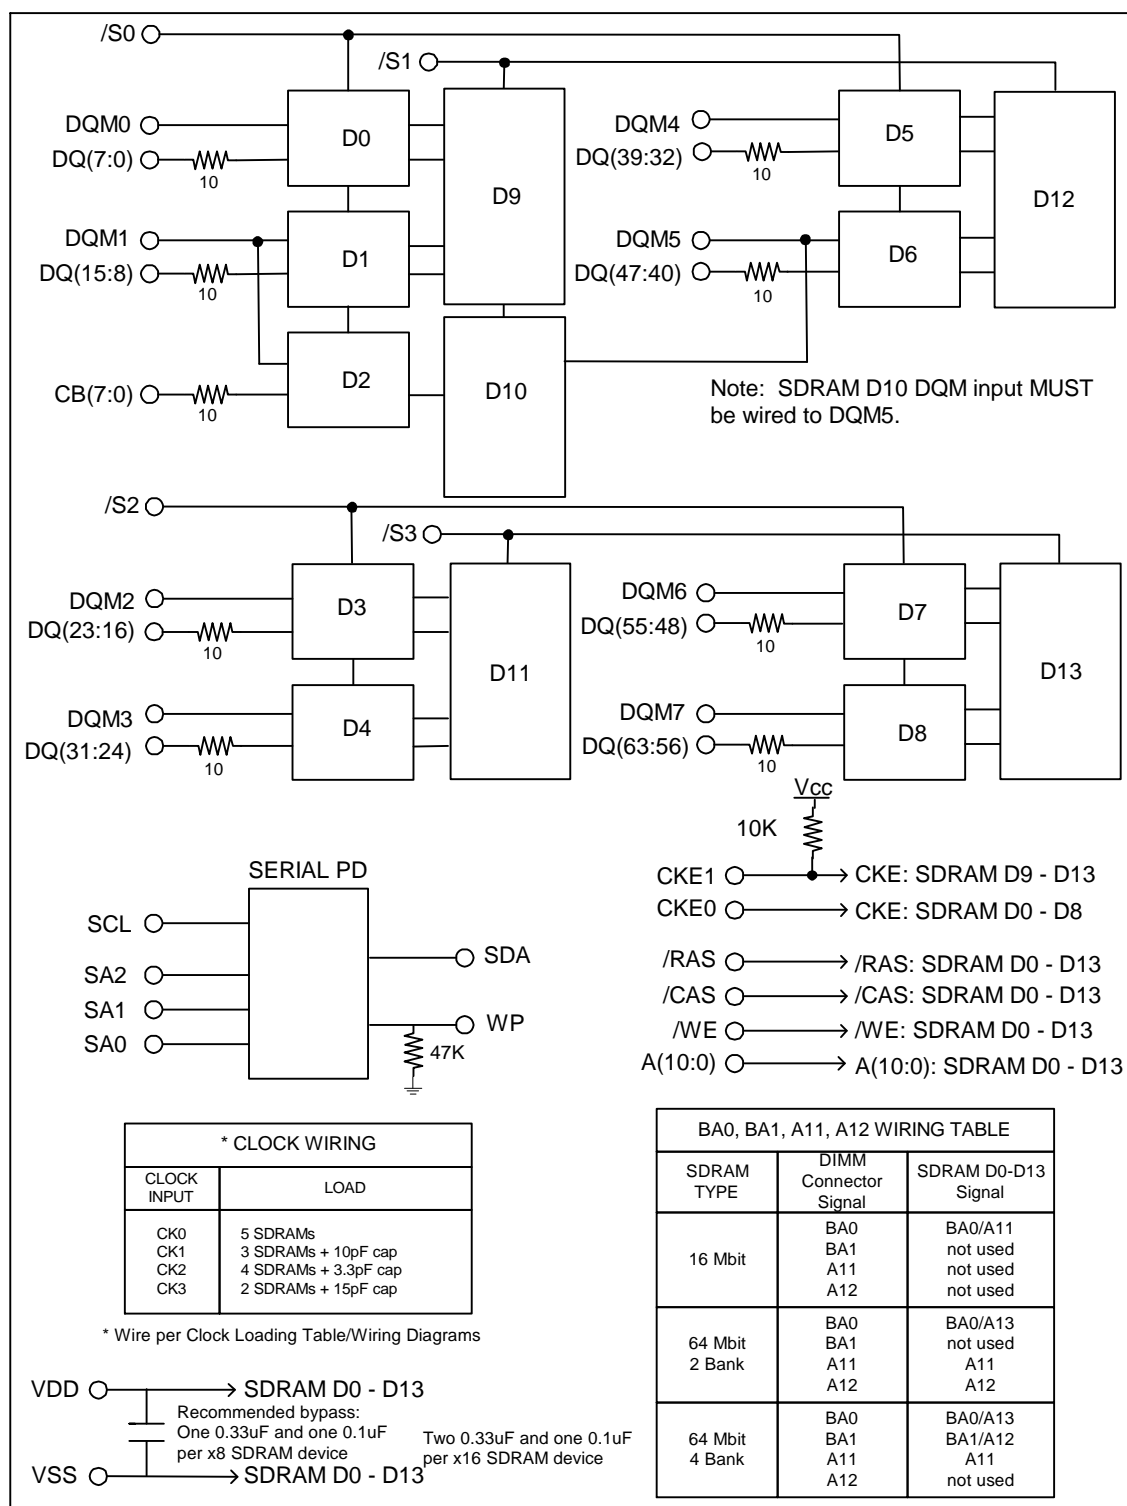 /S0
/S1
DQM0
DQ(7:0)
10
D0
D9
DQM4
DQ(39:32)
10
D5
D12
DQM1
DQ(15:8)
10
D1
DQM5
DQ(47:40)
10
D6
CB(7:0)
10
D2
D10
Note: SDRAM D10 DQM input MUST
be wired to DQM5.
/S2
/S3
DQM2
DQ(23:16)
10
D3
D11
DQM6
DQ(55:48)
10
D7
D13
DQM3
DQ(31:24)
10
D4
DQM7
DQ(63:56)
10
D8
Vcc
10K
CKE1
CKE: SDRAM D9 - D13
CKE0
CKE: SDRAM D0 - D8
/RAS
/RAS: SDRAM D0 - D13
/CAS
/CAS: SDRAM D0 - D13
/WE
/WE: SDRAM D0 - D13
A(10:0)
A(10:0): SDRAM D0 - D13
SERIAL PD
SCL
SA2
SA1
SA0
SDA
WP
47K
* CLOCK WIRING
CLOCK
INPUT
LOAD
CK0 5 SDRAMs
CK1 3 SDRAMs + 10pF cap
CK2 4 SDRAMs + 3.3pF cap
CK3 2 SDRAMs + 15pF cap
* Wire per Clock Loading Table/Wiring Diagrams
BA0, BA1, A11, A12 WIRING TABLE
SDRAM
TYPE
DIMM
Connector
Signal
SDRAM D0-D13
Signal
16 Mbit
BA0 BA0/A11
BA1 not used
A11 not used
A12 not used
64 Mbit
2 Bank
BA0 BA0/A13
BA1 not used
A11 A11
A12 A12
64 Mbit
4 Bank
BA0 BA0/A13
BA1 BA1/A12
A11 A11
A12 not used
VDD
SDRAM D0 - D13
Recommended bypass:
One 0.33uF and one 0.1uF
per x8 SDRAM device
Two 0.33uF and one 0.1uF
per x16 SDRAM device
VSS
SDRAM D0 - D13